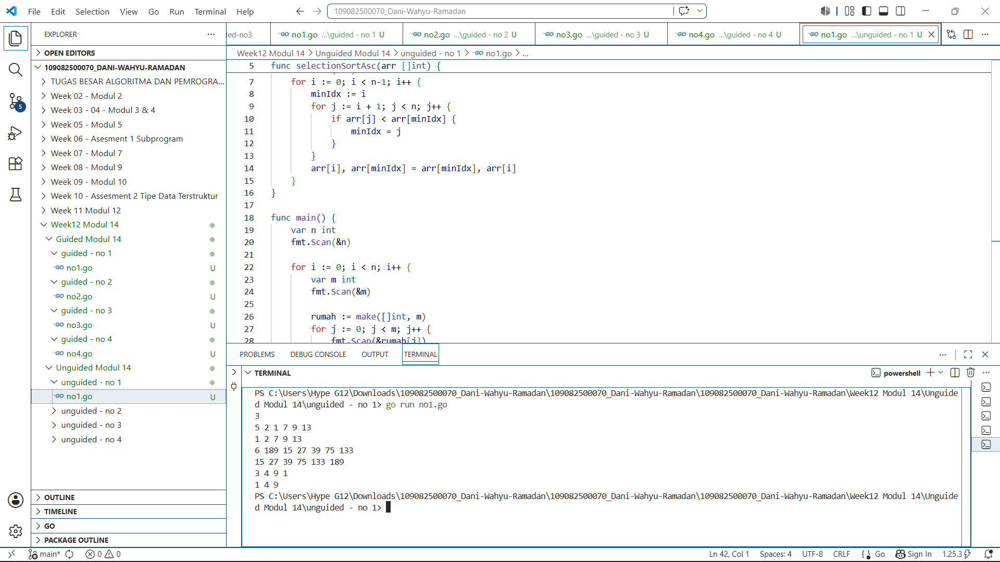 File Edit Selection View Go Run Terminal Help
109082500070_Dani-Wahyu-Ramadan
EXPLORER
OPEN EDITORS
109082500070_DANI-WAHYU-RAMADAN
TUGAS BESAR ALGORITMA DAN PEMROGRA...
Week 02 - Modul 2
Week 03 - 04 - Modul 3 & 4
Week 05 - Modul 5
Week 06 - Asesment 1 Subprogram
Week 07 - Modul 7
Week 08 - Modul 9
Week 09 - Modul 10
Week 10 - Assesment 2 Tipe Data Terstruktur
Week 11 Modul 12
Week12 Modul 14
Guided Modul 14
guided - no 1
GO no1.go U
guided - no 2
GO no2.go U
guided - no 3
GO no3.go U
guided - no 4
GO no4.go U
Unguided Modul 14
unguided - no 1
GO no1.go U
unguided - no 2
unguided - no 3
unguided - no 4
OUTLINE
TIMELINE
GO
PACKAGE OUTLINE
5
led-no3
GO no1.go ...\guided - no 1 U
GO no2.go ...\guided - no 2 U
GO no3.go ...\guided - no 3 U
GO no4.go ...\guided - no 4 U
GO no1.go ...\unguided - no 1 U
Week12 Modul 14 > Unguided Modul 14 > unguided - no 1 > GO no1.go > ...
5 func selectionSortAsc(arr []int) {
7 for i := 0; i < n-1; i++ {
8 minIdx := i
9 for j := i + 1; j < n; j++ {
10 if arr[j] < arr[minIdx] {
11 minIdx = j
12 }
13 }
14 arr[i], arr[minIdx] = arr[minIdx], arr[i]
15 }
16 }
17
18 func main() {
19 var n int
20 fmt.Scan(&n)
21
22 for i := 0; i < n; i++ {
23 var m int
24 fmt.Scan(&m)
25
26 rumah := make([]int, m)
27 for j := 0; j < m; j++ {
28 fmt.Scan(&rumah[j])
PROBLEMS DEBUG CONSOLE OUTPUT TERMINAL
TERMINAL
powershell
PS C:\Users\Hype G12\Downloads\109082500070_Dani-Wahyu-Ramadan\109082500070_Dani-Wahyu-Ramadan\109082500070_Dani-Wahyu-Ramadan\Week12 Modul 14\Unguide
d Modul 14\unguided - no 1> go run no1.go
3
5 2 1 7 9 13
1 2 7 9 13
6 189 15 27 39 75 133
15 27 39 75 133 189
3 4 9 1
1 4 9
PS C:\Users\Hype G12\Downloads\109082500070_Dani-Wahyu-Ramadan\109082500070_Dani-Wahyu-Ramadan\109082500070_Dani-Wahyu-Ramadan\Week12 Modul 14\Unguide
d Modul 14\unguided - no 1>
main* 0 0
Ln 42, Col 1 Spaces: 4 UTF-8 CRLF { } Go Sign In 1.25.3